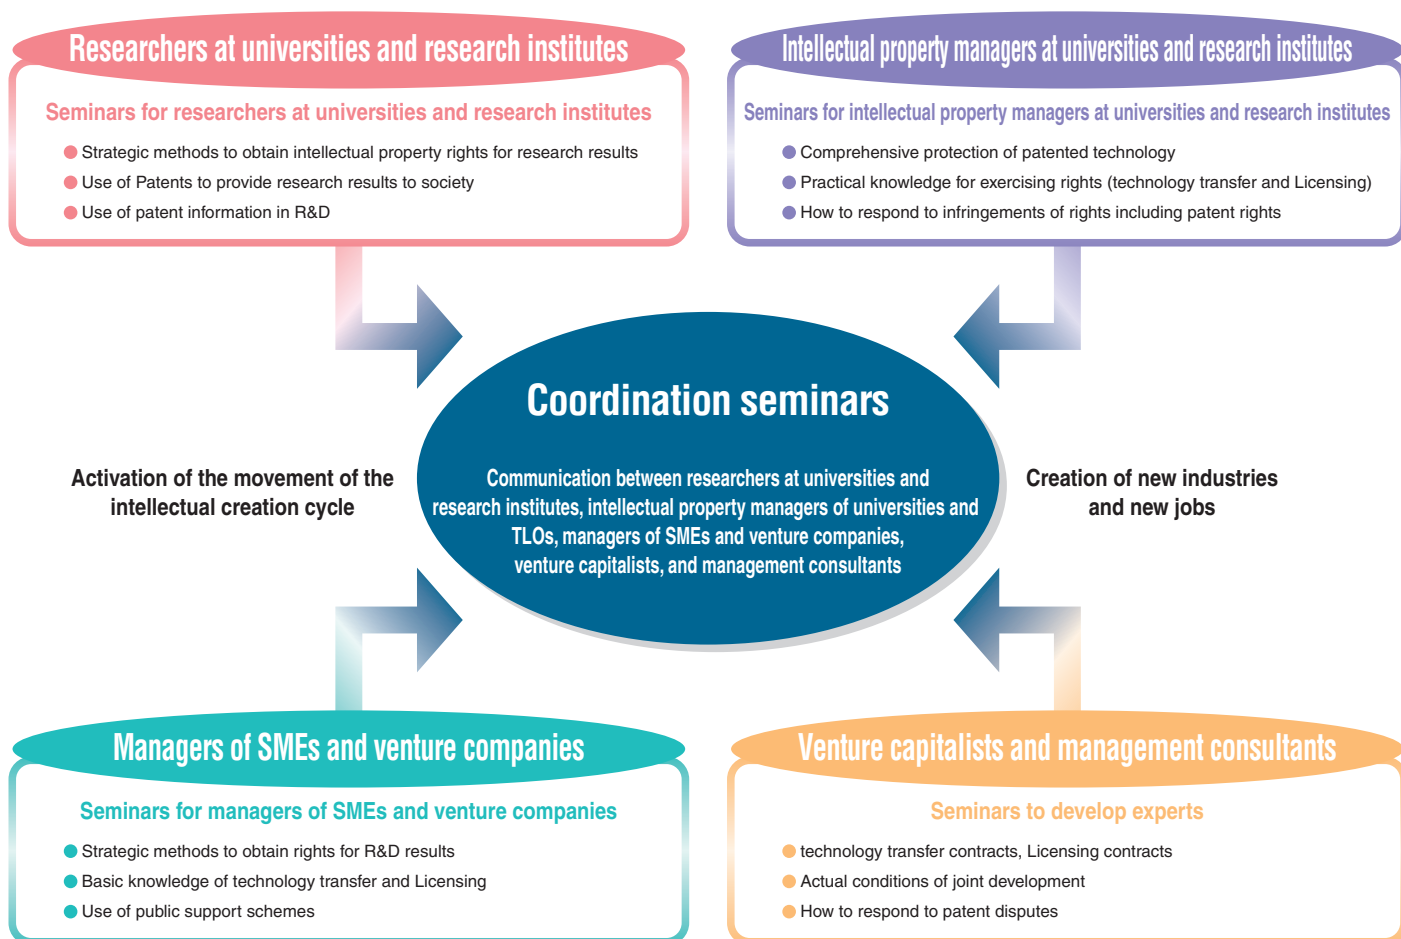 Researchers at universities and research institutes
Seminars for researchers at universities and research institutes
● Strategic methods to obtain intellectual property rights for research results
● Use of Patents to provide research results to society
● Use of patent information in R&D
Intellectual property managers at universities and research institutes
Seminars for intellectual property managers at universities and research institutes
● Comprehensive protection of patented technology
● Practical knowledge for exercising rights (technology transfer and Licensing)
● How to respond to infringements of rights including patent rights
Coordination seminars
Communication between researchers at universities and
research institutes, intellectual property managers of universities and
TLOs, managers of SMEs and venture companies,
venture capitalists, and management consultants
Activation of the movement of the
intellectual creation cycle
Creation of new industries
and new jobs
Managers of SMEs and venture companies
Seminars for managers of SMEs and venture companies
● Strategic methods to obtain rights for R&D results
● Basic knowledge of technology transfer and Licensing
● Use of public support schemes
Venture capitalists and management consultants
Seminars to develop experts
● technology transfer contracts, Licensing contracts
● Actual conditions of joint development
● How to respond to patent disputes